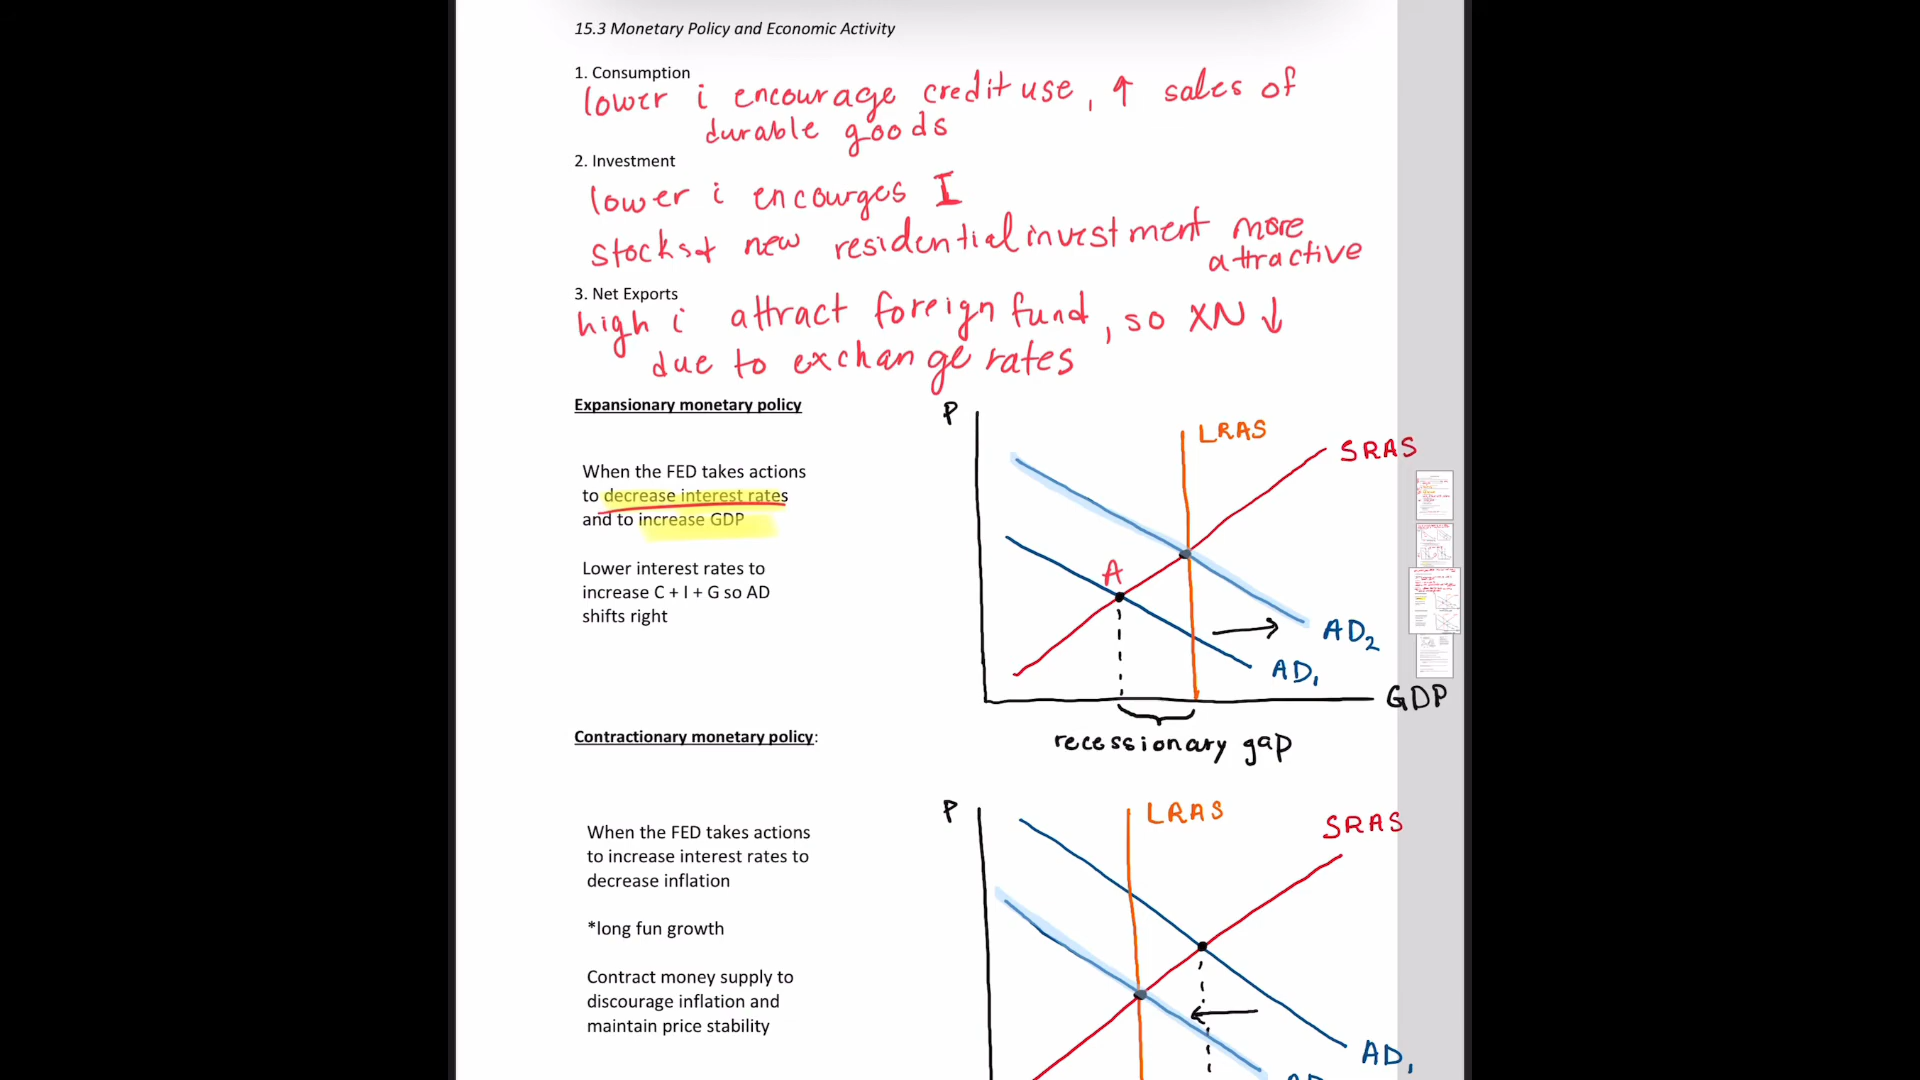 15.3 Monetary Policy and Economic Activity
1. Consumption
lower i encourage credit use, ↑ sales of
durable goods
2. Investment
lower i encourges I
stocks + new residential investment more
attractive
3. Net Exports
high i attract foreign fund, so XN ↓
due to exchange rates
Expansionary monetary policy
When the FED takes actions
to decrease interest rates
and to increase GDP
Lower interest rates to
increase C + I + G so AD
shifts right
P
LRAS
SRAS
A
AD2
AD1
GDP
recessionary gap
Contractionary monetary policy:
When the FED takes actions
to increase interest rates to
decrease inflation
*long fun growth
Contract money supply to
discourage inflation and
maintain price stability
P
LRAS
SRAS
AD1